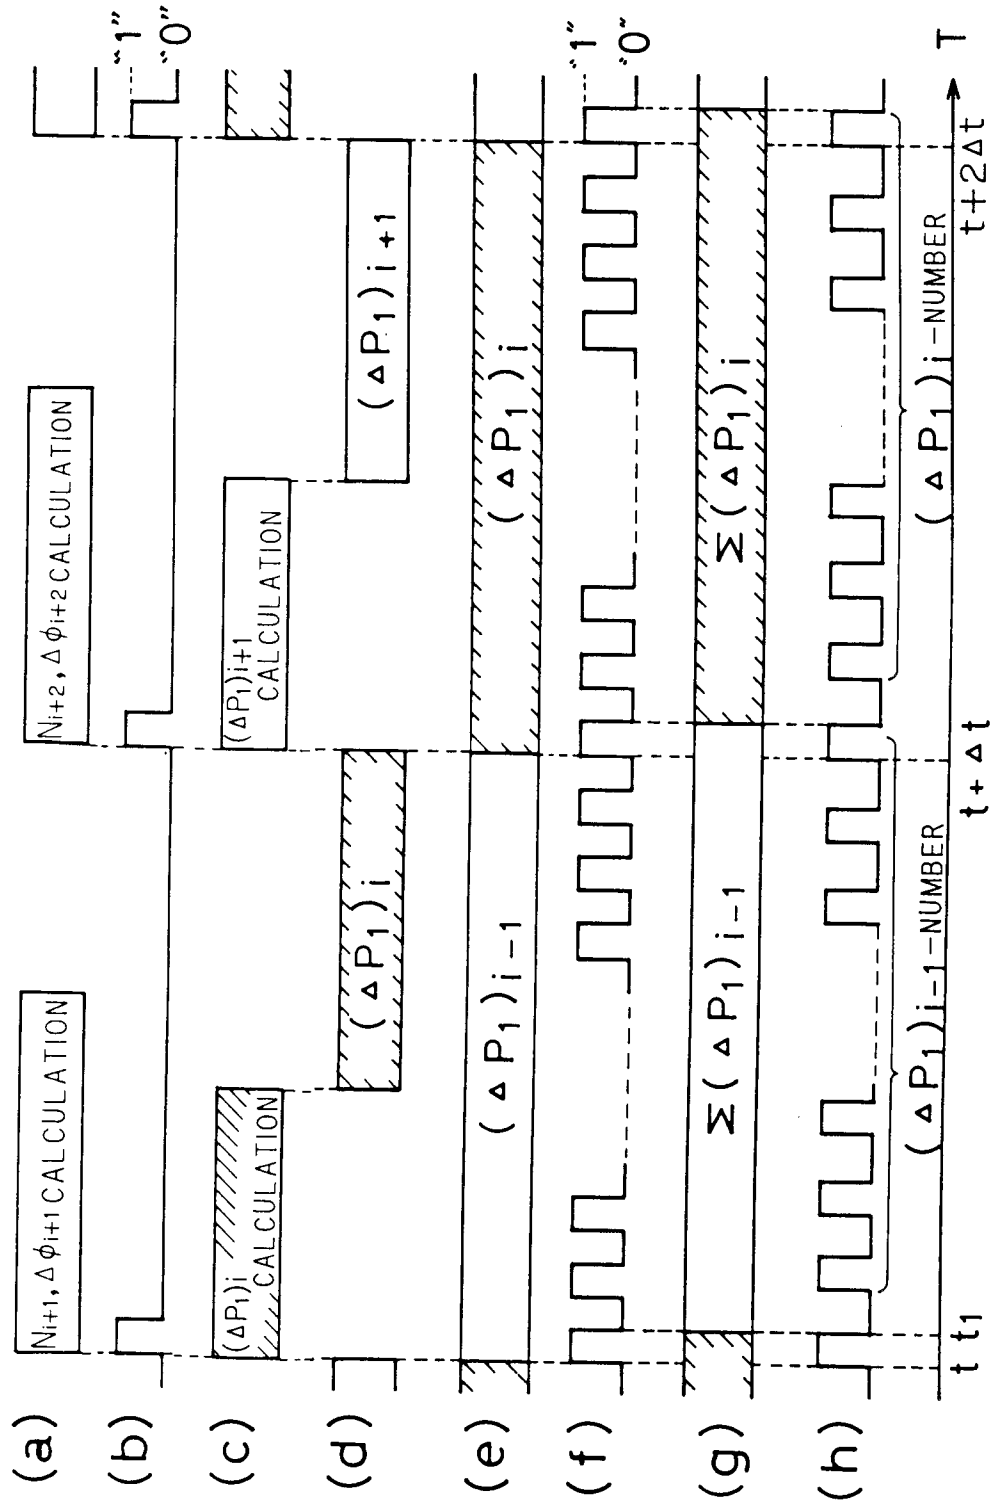 (a)
Nᵢ₊₁, Δϕᵢ₊₁ CALCULATION
Nᵢ₊₂, Δϕᵢ₊₂ CALCULATION
(b)
"1"
"0"
(c)
(ΔP₁)i
CALCULATION
(ΔP₁)i+1
CALCULATION
(d)
(ΔP₁)i
(ΔP₁)i+1
(e)
(ΔP₁)i-1
(ΔP₁)i
(f)
"1"
"0"
(g)
Σ(ΔP₁)i-1
Σ(ΔP₁)i
(h)
(ΔP₁)i-1-NUMBER
(ΔP₁)i-NUMBER
t t₁ t+Δt t+2Δt T